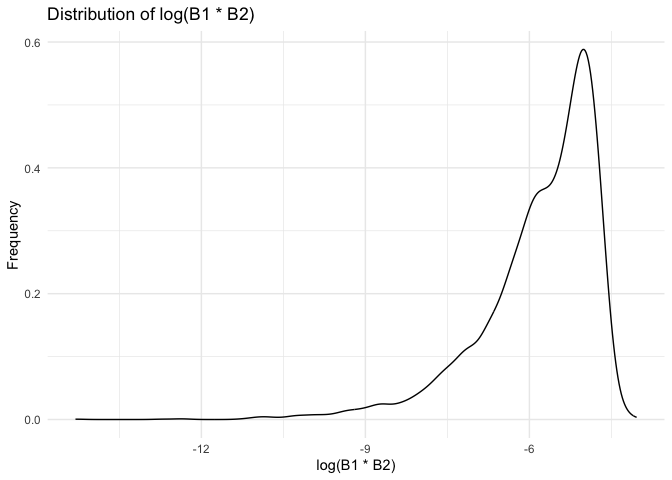 Distribution of log(B1 * B2)
0.6
0.4
0.2
0.0
Frequency
-12
-9
-6
log(B1 * B2)